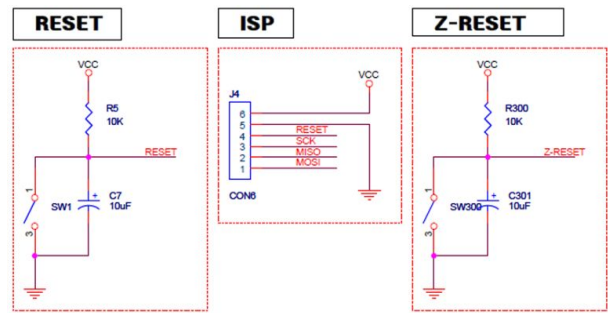 RESET
VCC
R5
10K
RESET
1
SW1
3
C7
10uF
+
ISP
VCC
J4
6
5
4
3
2
1
RESET
SCK
MISO
MOSI
CON6
Z-RESET
VCC
R300
10K
Z-RESET
1
SW300
3
C301
10uF
+